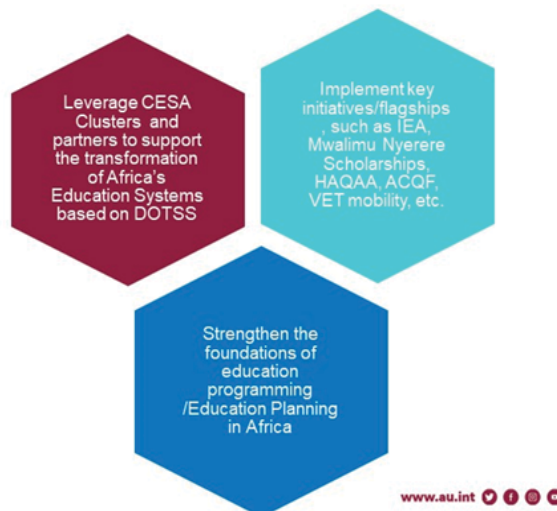 Leverage CESA
Clusters and
partners to support
the transformation
of Africa's
Education Systems
based on DOTSS
Implement key
initiatives/flagships
, such as IEA,
Mwalimu Nyerere
Scholarships,
HAQAA, ACQF,
VET mobility, etc.
Strengthen the
foundations of
education
programming
/Education Planning
in Africa
www.au.int